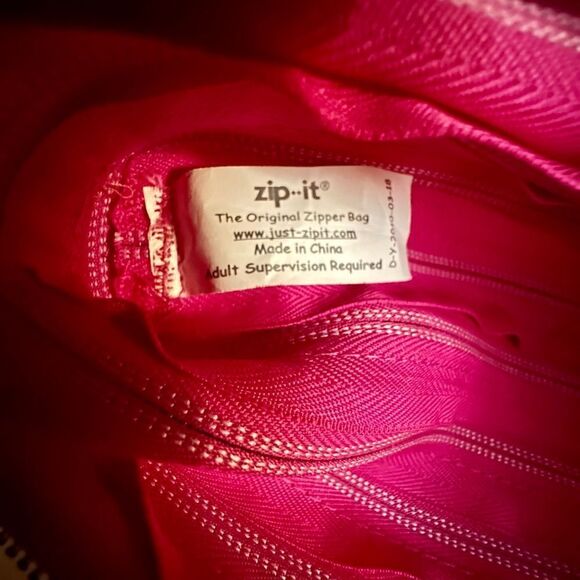 zip··it®
The Original Zipper Bag
www.just-zipit.com
Made in China
Adult Supervision Required